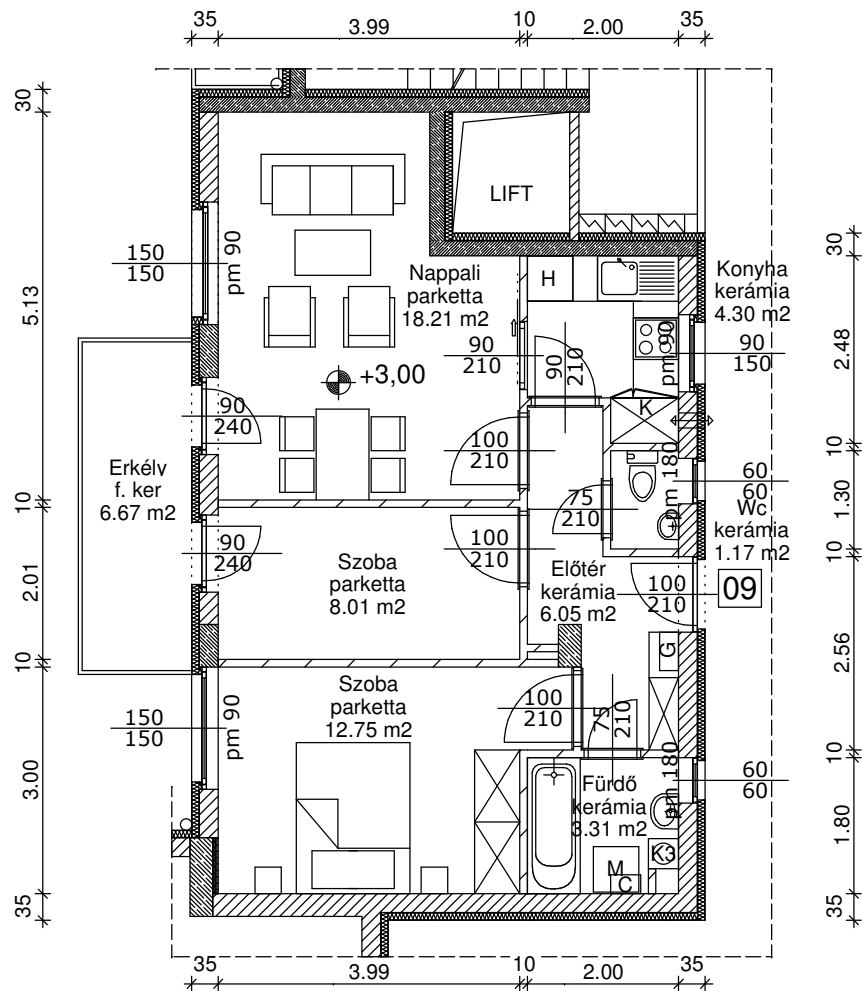 35
3.99
10
2.00
35
30
5.13
10
2.01
10
3.00
35
LIFT
150
150
pm 90
Nappali
parketta
18.21 m2
H
Konyha
kerámia
4.30 m2
90
210
90
210
pm 90
90
150
+3,00
K
90
240
100
210
Erkély
f. ker
6.67 m2
pm 180
60
60
Wc
kerámia
1.17 m2
75
210
90
240
100
210
Szoba
parketta
8.01 m2
Előtér
kerámia
6.05 m2
100
210
09
G
150
150
pm 90
Szoba
parketta
12.75 m2
100
210
75
210
pm 180
60
60
Fürdő
kerámia
3.31 m2
K3
M
C
30
2.48
10
1.30
10
2.56
10
1.80
35
35
3.99
10
2.00
35